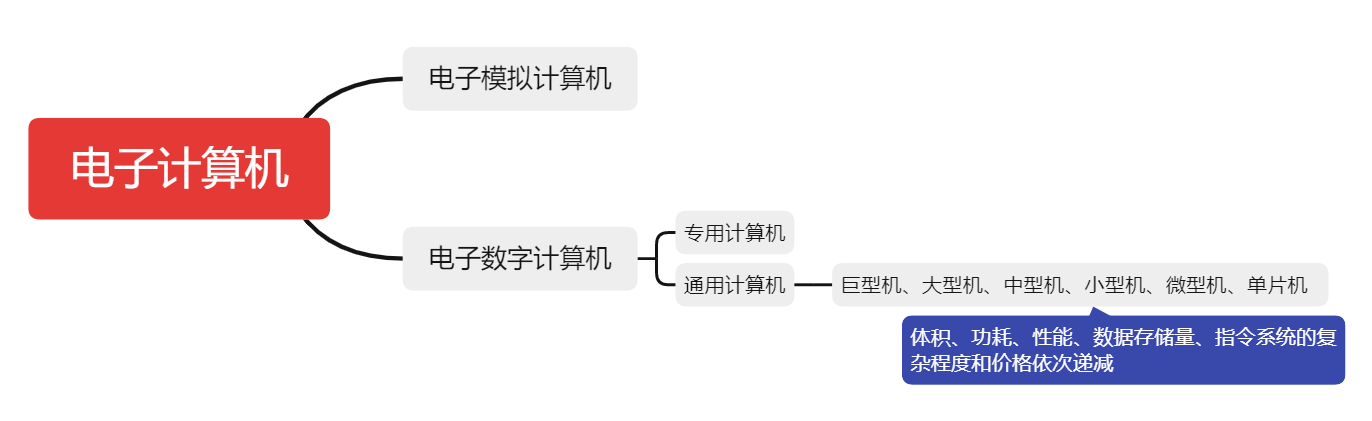 电子计算机
电子模拟计算机
电子数字计算机
专用计算机
通用计算机
巨型机、大型机、中型机、小型机、微型机、单片机
体积、功耗、性能、数据存储量、指令系统的复
杂程度和价格依次递减